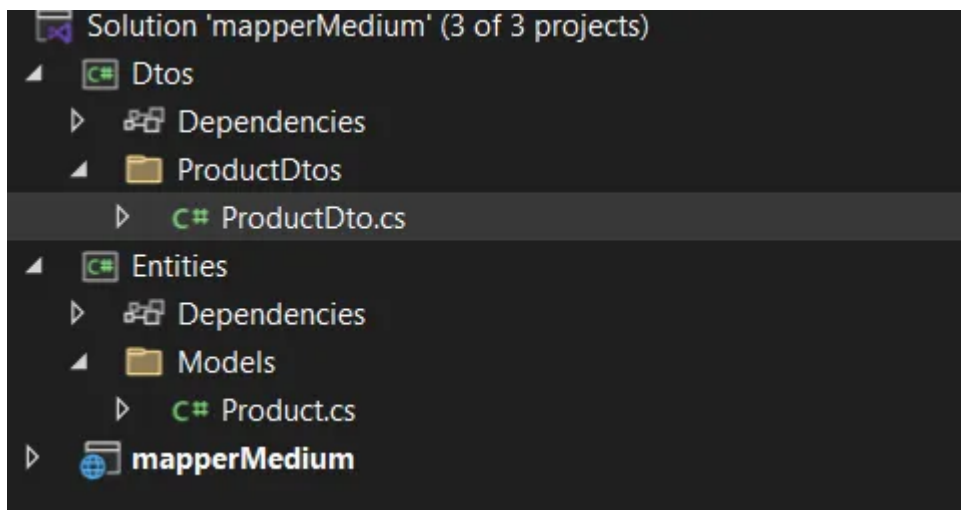 Solution 'mapperMedium' (3 of 3 projects)
C# Dtos
Dependencies
ProductDtos
C# ProductDto.cs
C# Entities
Dependencies
Models
C# Product.cs
mapperMedium